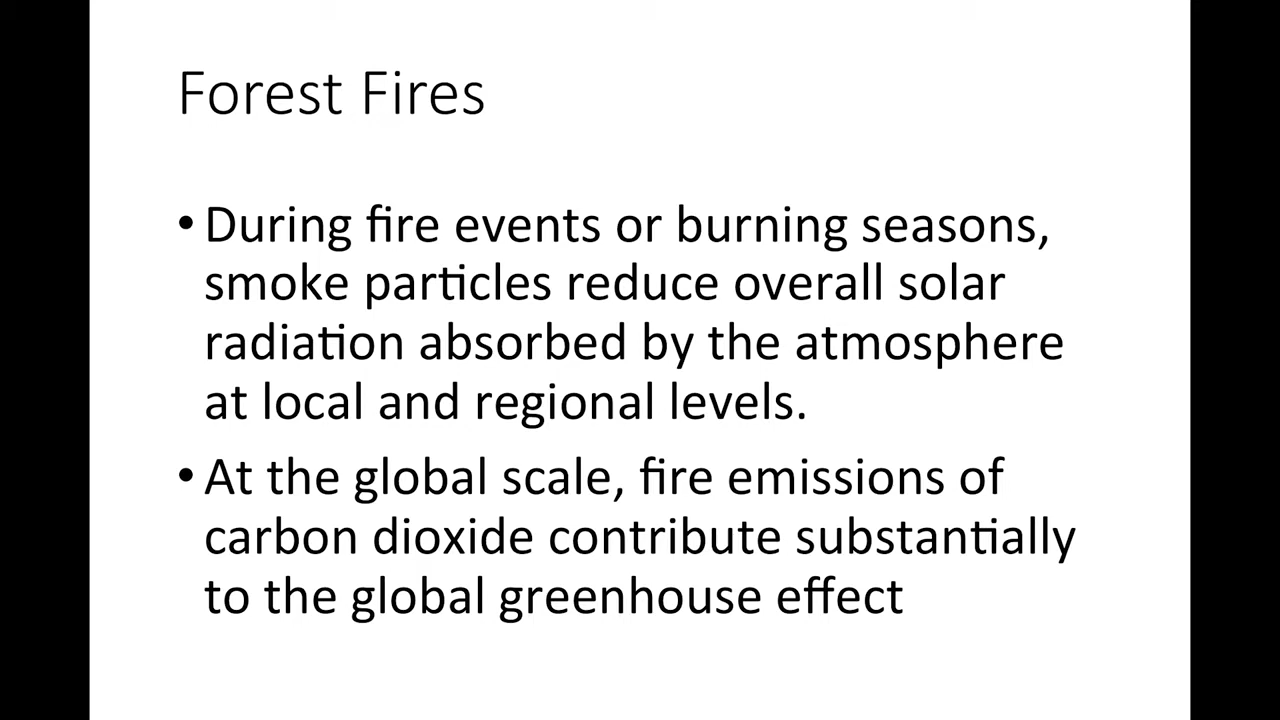 Forest Fires
• During fire events or burning seasons,
smoke particles reduce overall solar
radiation absorbed by the atmosphere
at local and regional levels.
• At the global scale, fire emissions of
carbon dioxide contribute substantially
to the global greenhouse effect